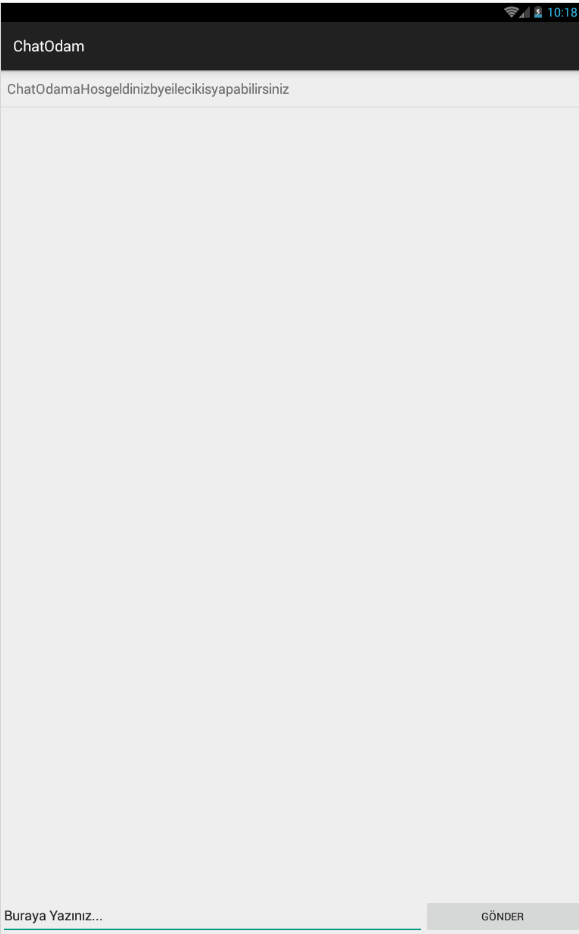 10:18
ChatOdam
ChatOdamaHosgeldinizbyeilecikisyapabilirsiniz
Buraya Yazınız... GÖNDER